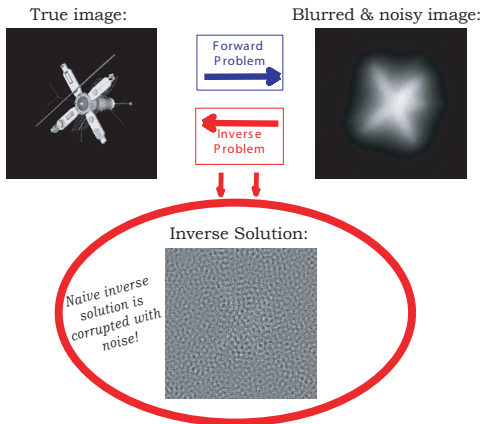 True image:
Blurred & noisy image:
Forward
Problem
Inverse
Problem
Inverse Solution:
Naive inverse
solution is
corrupted with
noise!